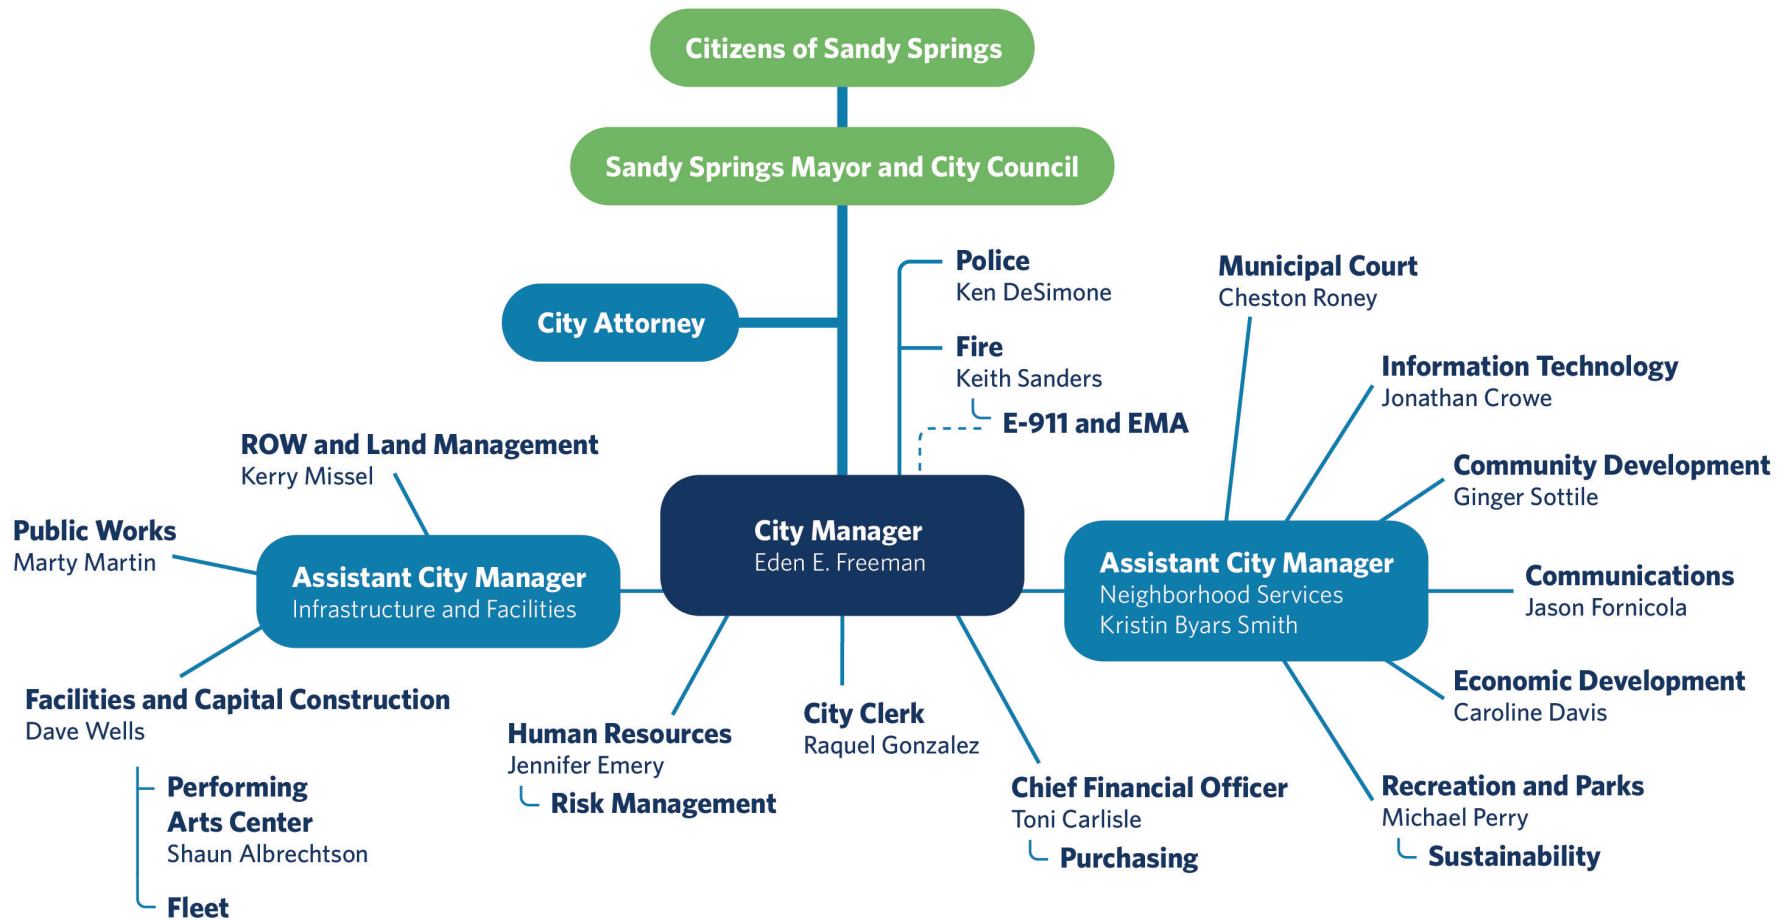 Citizens of Sandy Springs
Sandy Springs Mayor and City Council
City Attorney
Police
Ken DeSimone
Fire
Keith Sanders
E-911 and EMA
Municipal Court
Cheston Roney
Information Technology
Jonathan Crowe
Community Development
Ginger Sottile
ROW and Land Management
Kerry Missel
Public Works
Marty Martin
Assistant City Manager
Infrastructure and Facilities
City Manager
Eden E. Freeman
Assistant City Manager
Neighborhood Services
Kristin Byars Smith
Communications
Jason Fornicola
Facilities and Capital Construction
Dave Wells
Performing
Arts Center
Shaun Albrechtson
Fleet
Human Resources
Jennifer Emery
Risk Management
City Clerk
Raquel Gonzalez
Chief Financial Officer
Toni Carlisle
Purchasing
Economic Development
Caroline Davis
Recreation and Parks
Michael Perry
Sustainability